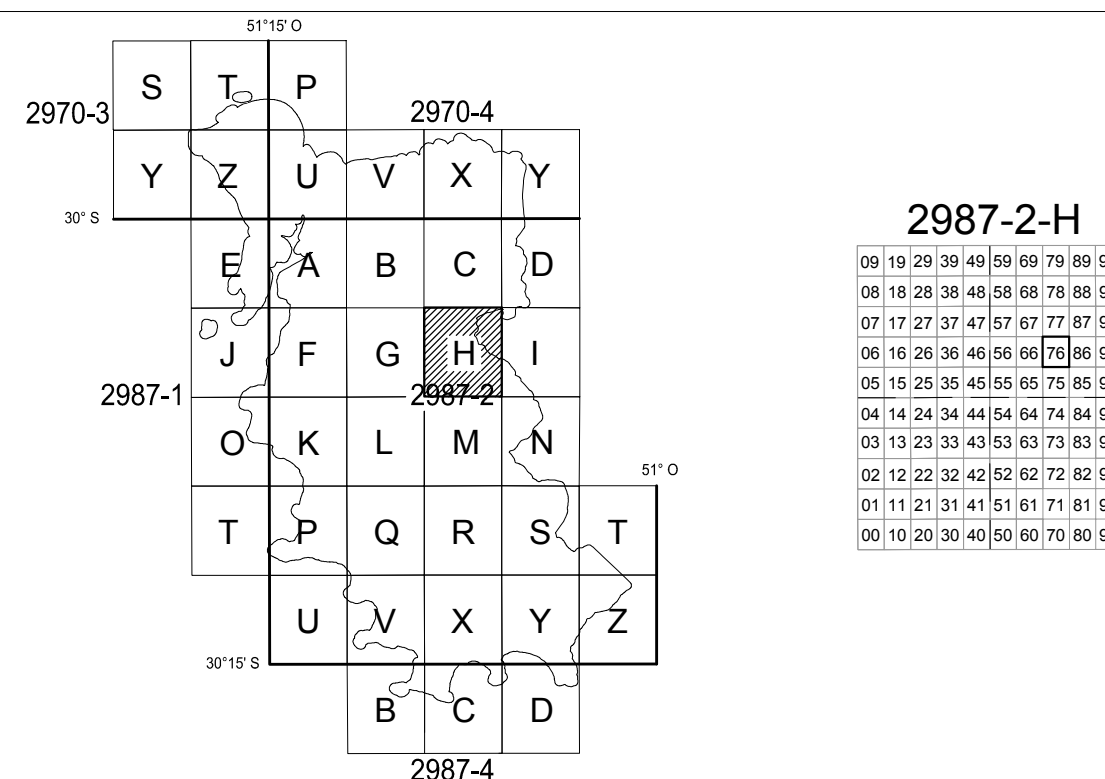 51°15' O
S T P
2970-3 2970-4
Y Z U V X Y
30° S
E A B C D
J F G H I
2987-1 2987-2
O K L M N
51° O
T P Q R S T
U V X Y Z
30°15' S
B C D
2987-4
2987-2-H
09 19 29 39 49 59 69 79 89
08 18 28 38 48 58 68 78 88
07 17 27 37 47 57 67 77 87
06 16 26 36 46 56 66 76 86
05 15 25 35 45 55 65 75 85
04 14 24 34 44 54 64 74 84
03 13 23 33 43 53 63 73 83
02 12 22 32 42 52 62 72 82
01 11 21 31 41 51 61 71 81
00 10 20 30 40 50 60 70 80